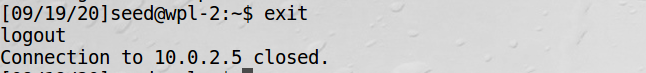 [09/19/20]seed@wpl-2:~$ exit
logout
Connection to 10.0.2.5 closed.